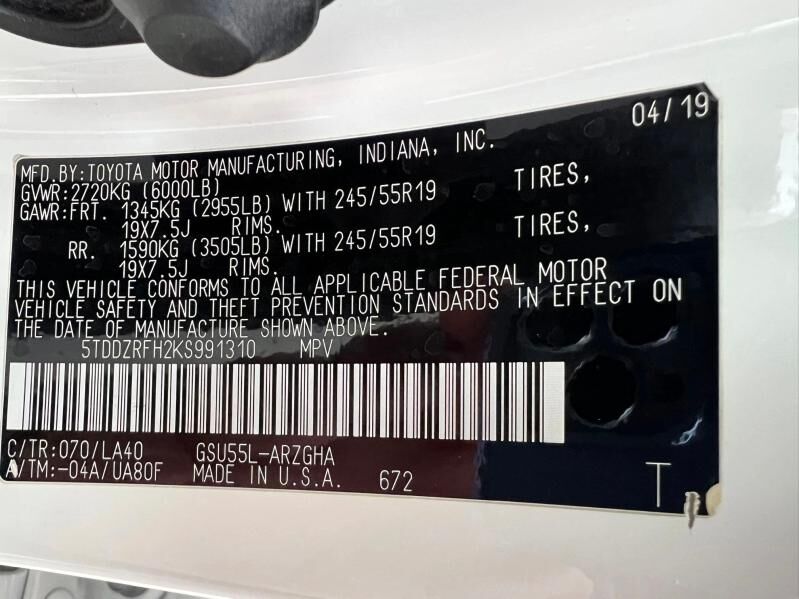 04/19
MFD.BY:TOYOTA MOTOR MANUFACTURING, INDIANA, INC.
GVWR:2720KG (6000LB)
GAWR:FRT. 1345KG (2955LB) WITH 245/55R19 TIRES,
19X7.5J RIMS.
RR. 1590KG (3505LB) WITH 245/55R19 TIRES,
19X7.5J RIMS.
THIS VEHICLE CONFORMS TO ALL APPLICABLE FEDERAL MOTOR
VEHICLE SAFETY AND THEFT PREVENTION STANDARDS IN EFFECT ON
THE DATE OF MANUFACTURE SHOWN ABOVE.
5TDDZRFH2KS991310 MPV
C/TR:070/LA40 GSU55L-ARZGHA
A/TM:-04A/UA80F MADE IN U.S.A. 672 T